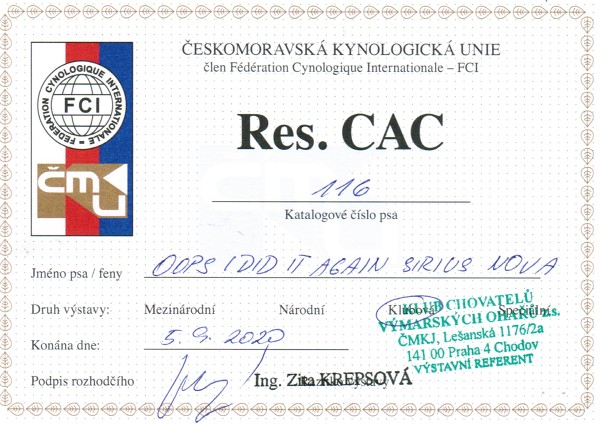 ČESKOMORAVSKÁ KYNOLOGICKÁ UNIE
člen Fédération Cynologique Internationale – FCI
FEDERATION CYNOLOGIQUE INTERNATIONALE
FCI
čmku
Res. CAC
116
Katalogové číslo psa
Jméno psa / feny OOPS I DID IT AGAIN SIRIUS NOVA
Druh výstavy: Mezinárodní Národní Klubová Speciální
Konána dne: 5. 9. 2020
KLUB CHOVATELŮ
VÝMARSKÝCH OHAŘŮ z.s.
ČMKJ, Lešanská 1176/2a
141 00 Praha 4 Chodov
VÝSTAVNÍ REFERENT
Podpis rozhodčího Ing. Zita KREPSOVÁ